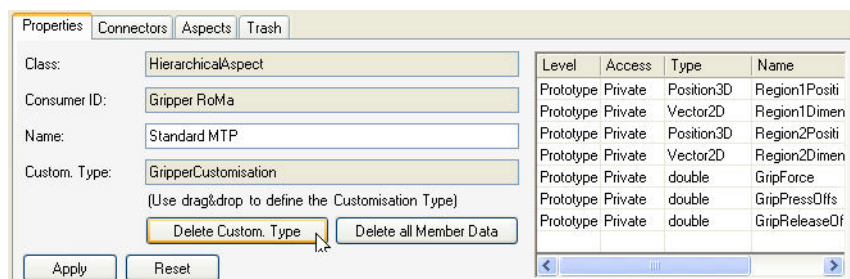 Properties Connectors Aspects Trash
Class: HierarchicalAspect
Consumer ID: Gripper RoMa
Name: Standard MTP
Custom. Type: GripperCustomisation
(Use drag&drop to define the Customisation Type)
Delete Custom. Type Delete all Member Data
Apply Reset
Level Access Type Name
Prototype Private Position3D Region1Positi
Prototype Private Vector2D Region1Dimen
Prototype Private Position3D Region2Positi
Prototype Private Vector2D Region2Dimen
Prototype Private double GripForce
Prototype Private double GripPressOffs
Prototype Private double GripReleaseOf